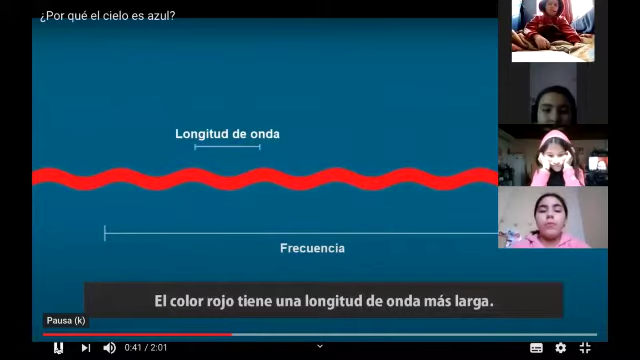 ¿Por qué el cielo es azul?
Longitud de onda
Frecuencia
El color rojo tiene una longitud de onda más larga.
Pausa (k)
0:41 / 2:01